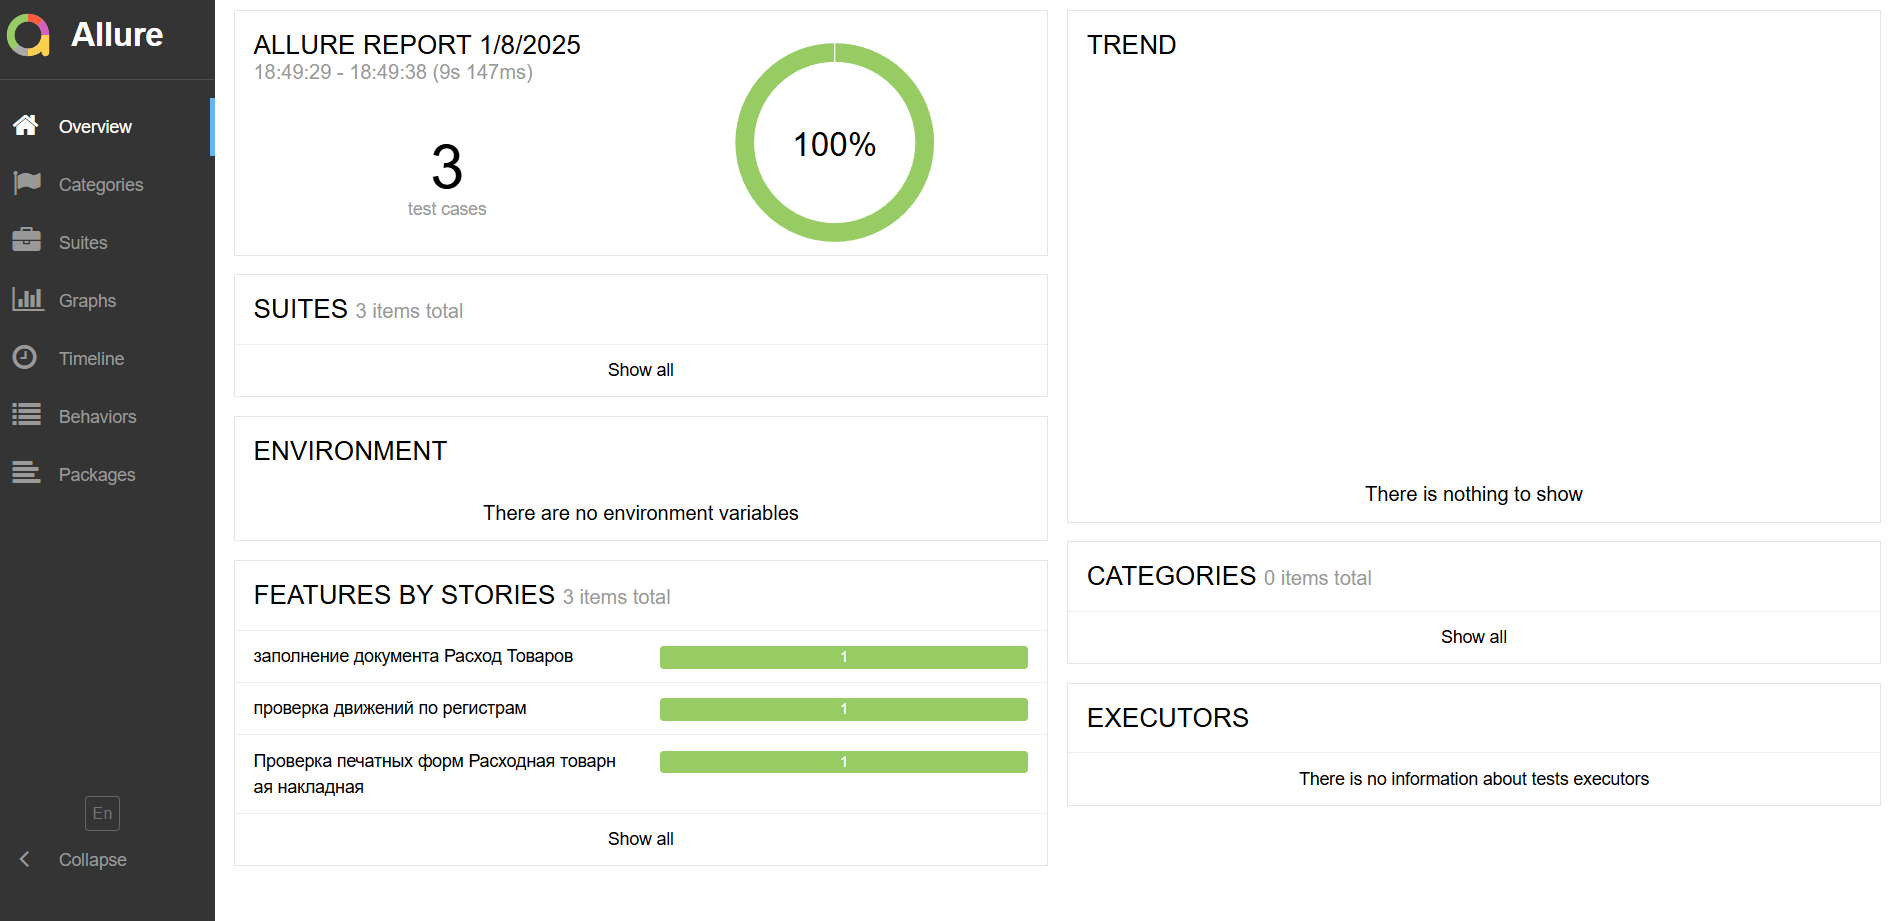 Allure
Overview
Categories
Suites
Graphs
Timeline
Behaviors
Packages
En
Collapse
ALLURE REPORT 1/8/2025
18:49:29 - 18:49:38 (9s 147ms)
3
test cases
100%
SUITES 3 items total
Show all
ENVIRONMENT
There are no environment variables
FEATURES BY STORIES 3 items total
заполнение документа Расход Товаров 1
проверка движений по регистрам 1
Проверка печатных форм Расходная товарн 1
ая накладная
Show all
TREND
There is nothing to show
CATEGORIES 0 items total
Show all
EXECUTORS
There is no information about tests executors